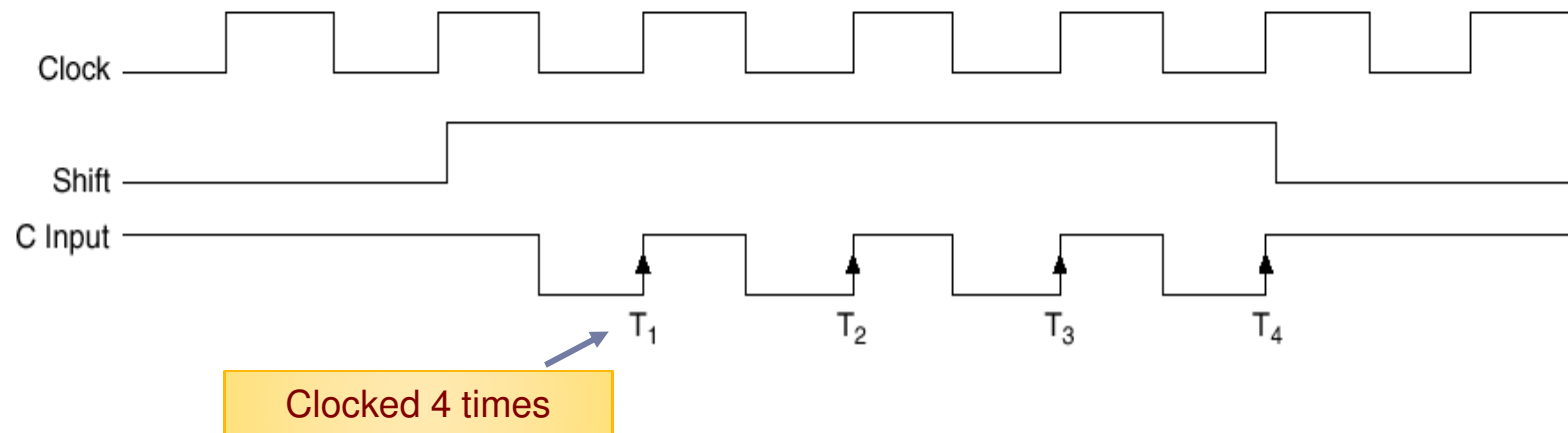 Clock
Shift
C Input
T₁ T₂ T₃ T₄
Clocked 4 times